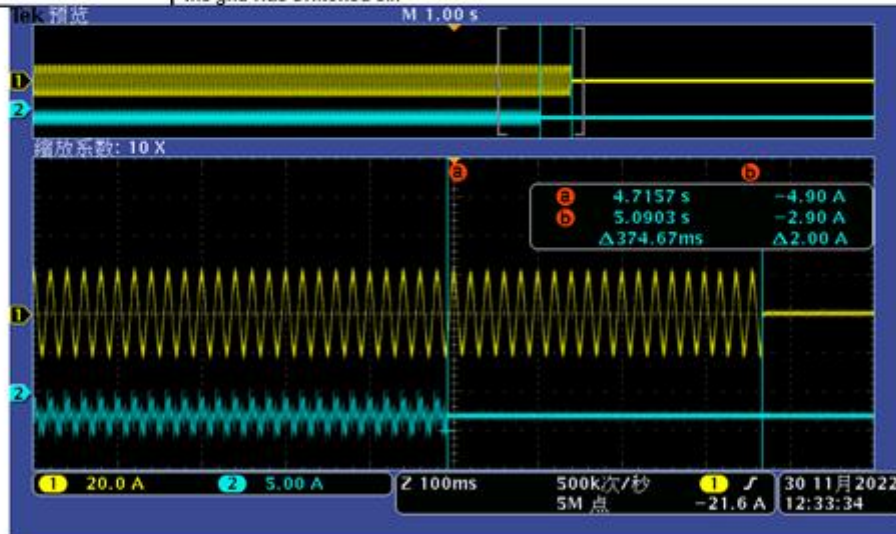 Tek 预览 M 1.00 s
1
2
缩放系数: 10 X
a b
a 4.7157 s −4.90 A
b 5.0903 s −2.90 A
Δ374.67ms Δ2.00 A
1
2
1 20.0 A 2 5.00 A Z 100ms 500k次/秒 1 30 11月 2022
5M 点 −21.6 A 12:33:34